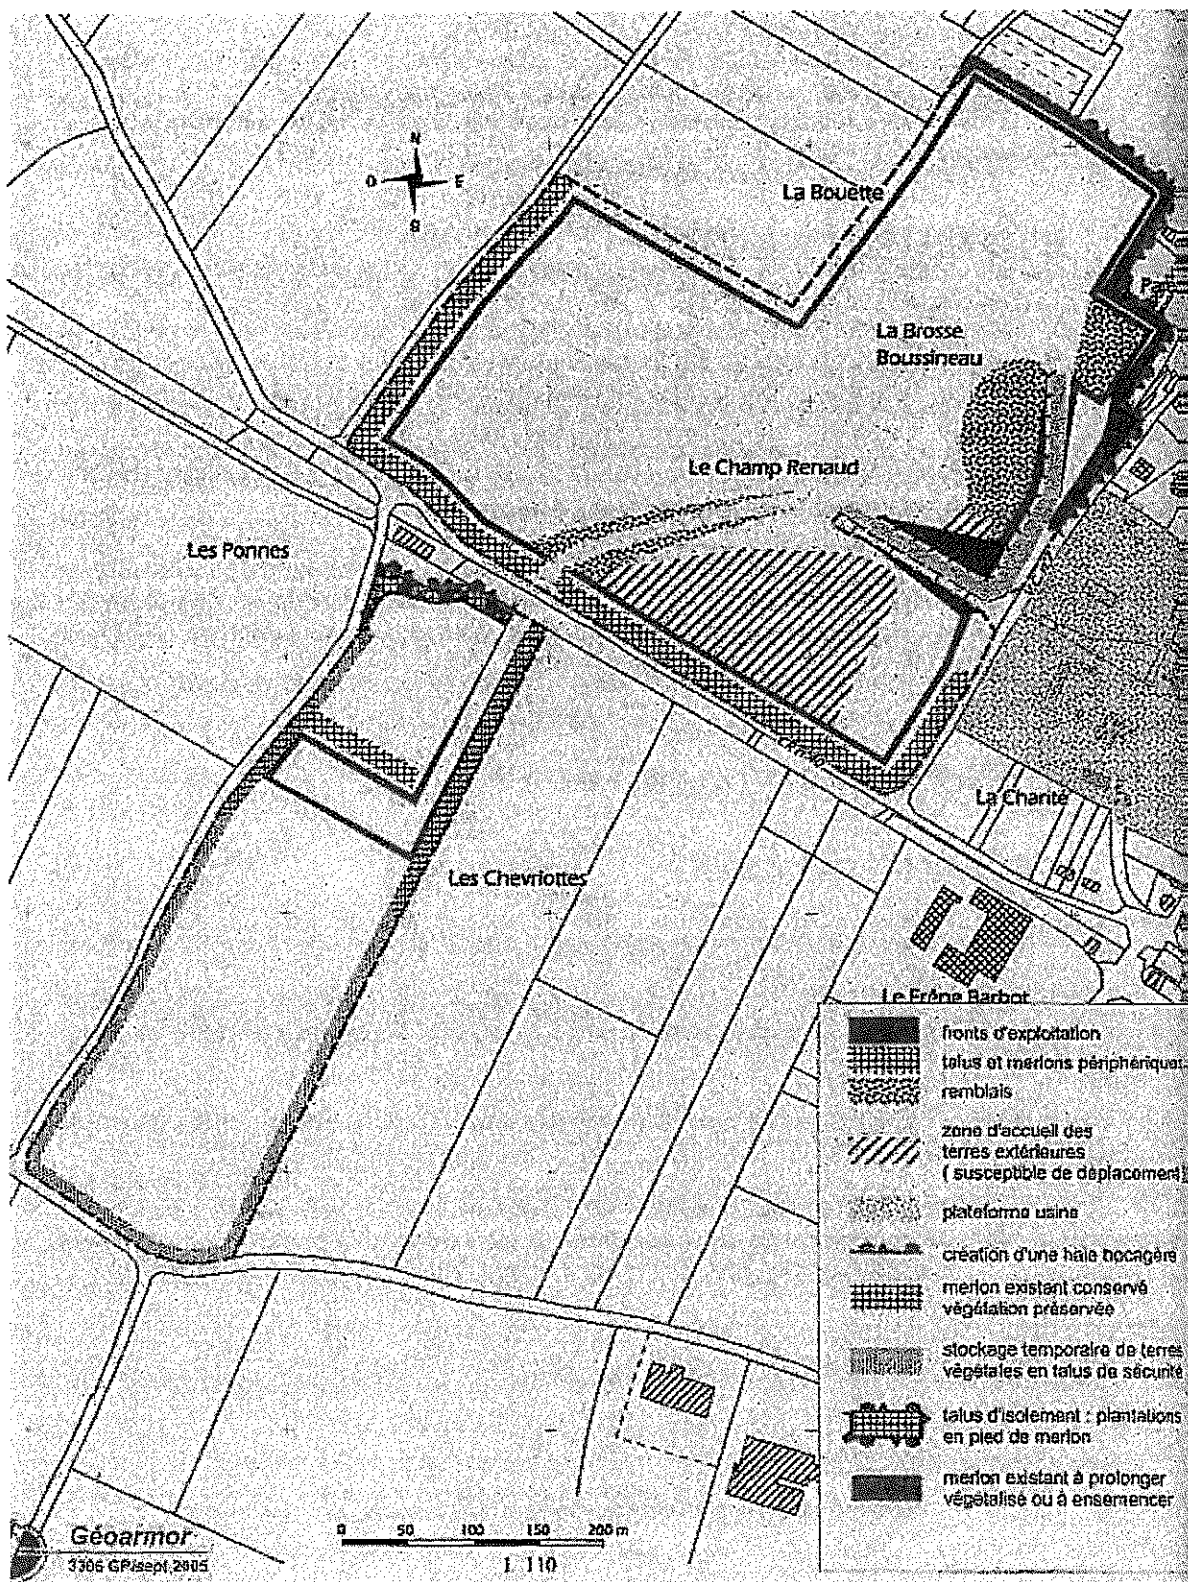 N
O E
S
La Bouëtte
Pare
La Brosse
Boussineau
Le Champ Renaud
Les Ponnes
La Charité
Les Chevriottes
Le Frêne Barbot
fronts d'exploitation
talus et merlons périphériques
remblais
zone d'accueil des
terres extérieures
( susceptible de déplacement)
plateforme usine
création d'une haie bocagère
merlon existant conservé
végétation préservée
stockage temporaire de terres
végétales en talus de sécurité
talus d'isolement : plantations
en pied de merlon
merlon existant à prolonger
végétalisé ou à ensemencer
Géoarmor
3306 GP/sept.2005
0 50 100 150 200 m
1 110